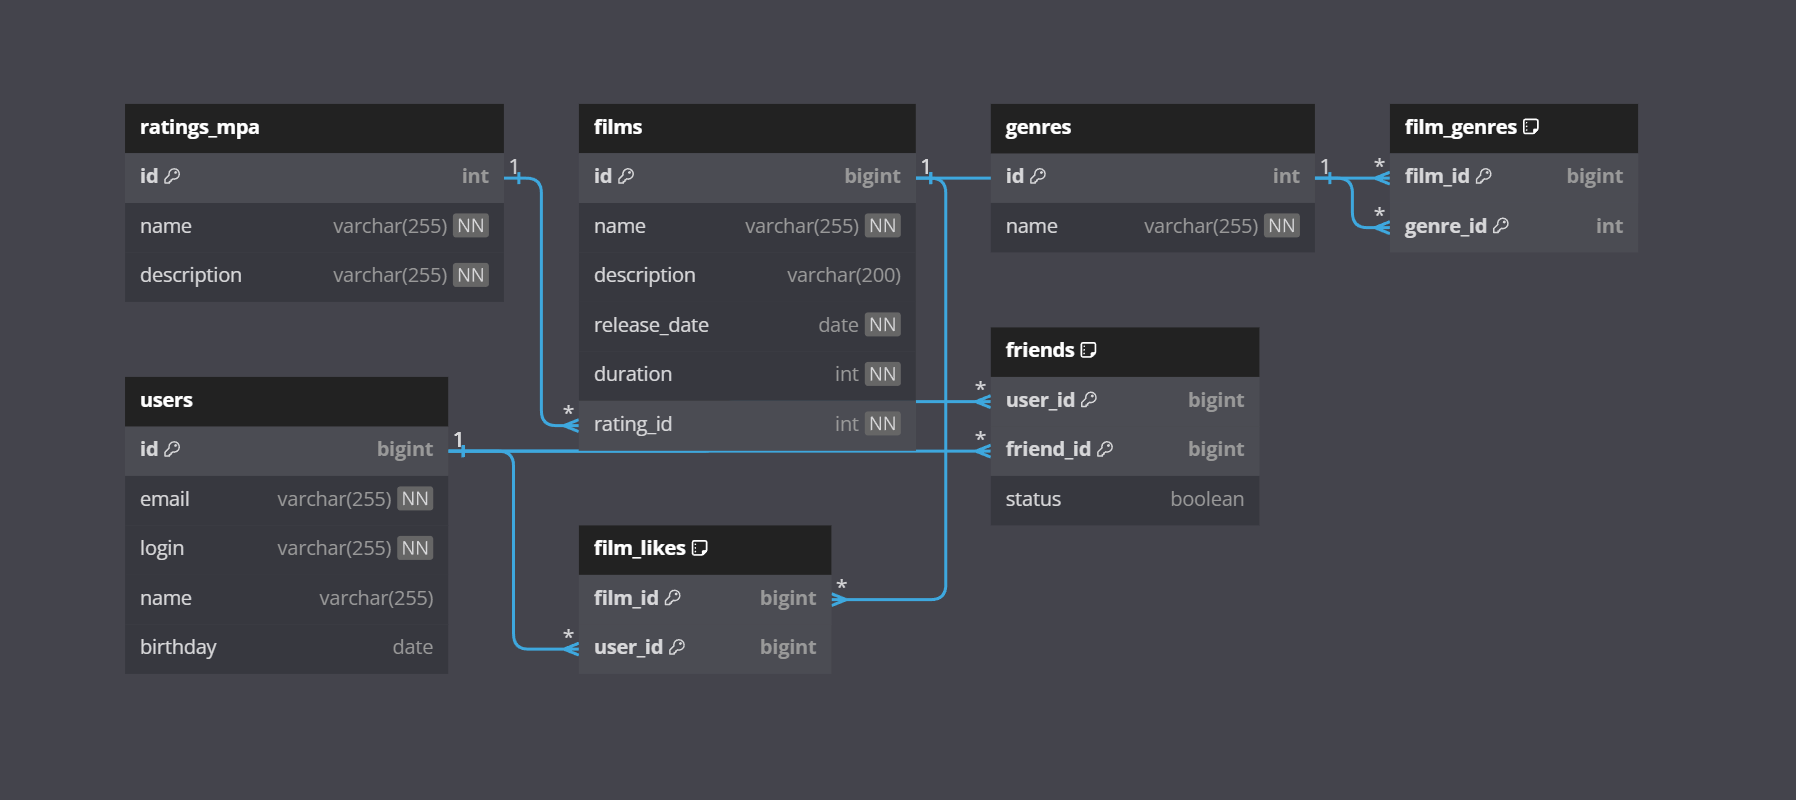 ratings_mpa
id int
name varchar(255) NN
description varchar(255) NN
films
id bigint
name varchar(255) NN
description varchar(200)
release_date date NN
duration int NN
rating_id int NN
genres
id int
name varchar(255) NN
film_genres
film_id bigint
genre_id int
users
id bigint
email varchar(255) NN
login varchar(255) NN
name varchar(255)
birthday date
film_likes
film_id bigint
user_id bigint
friends
user_id bigint
friend_id bigint
status boolean
1
*
1
*
1
*
*
1
*
*
*